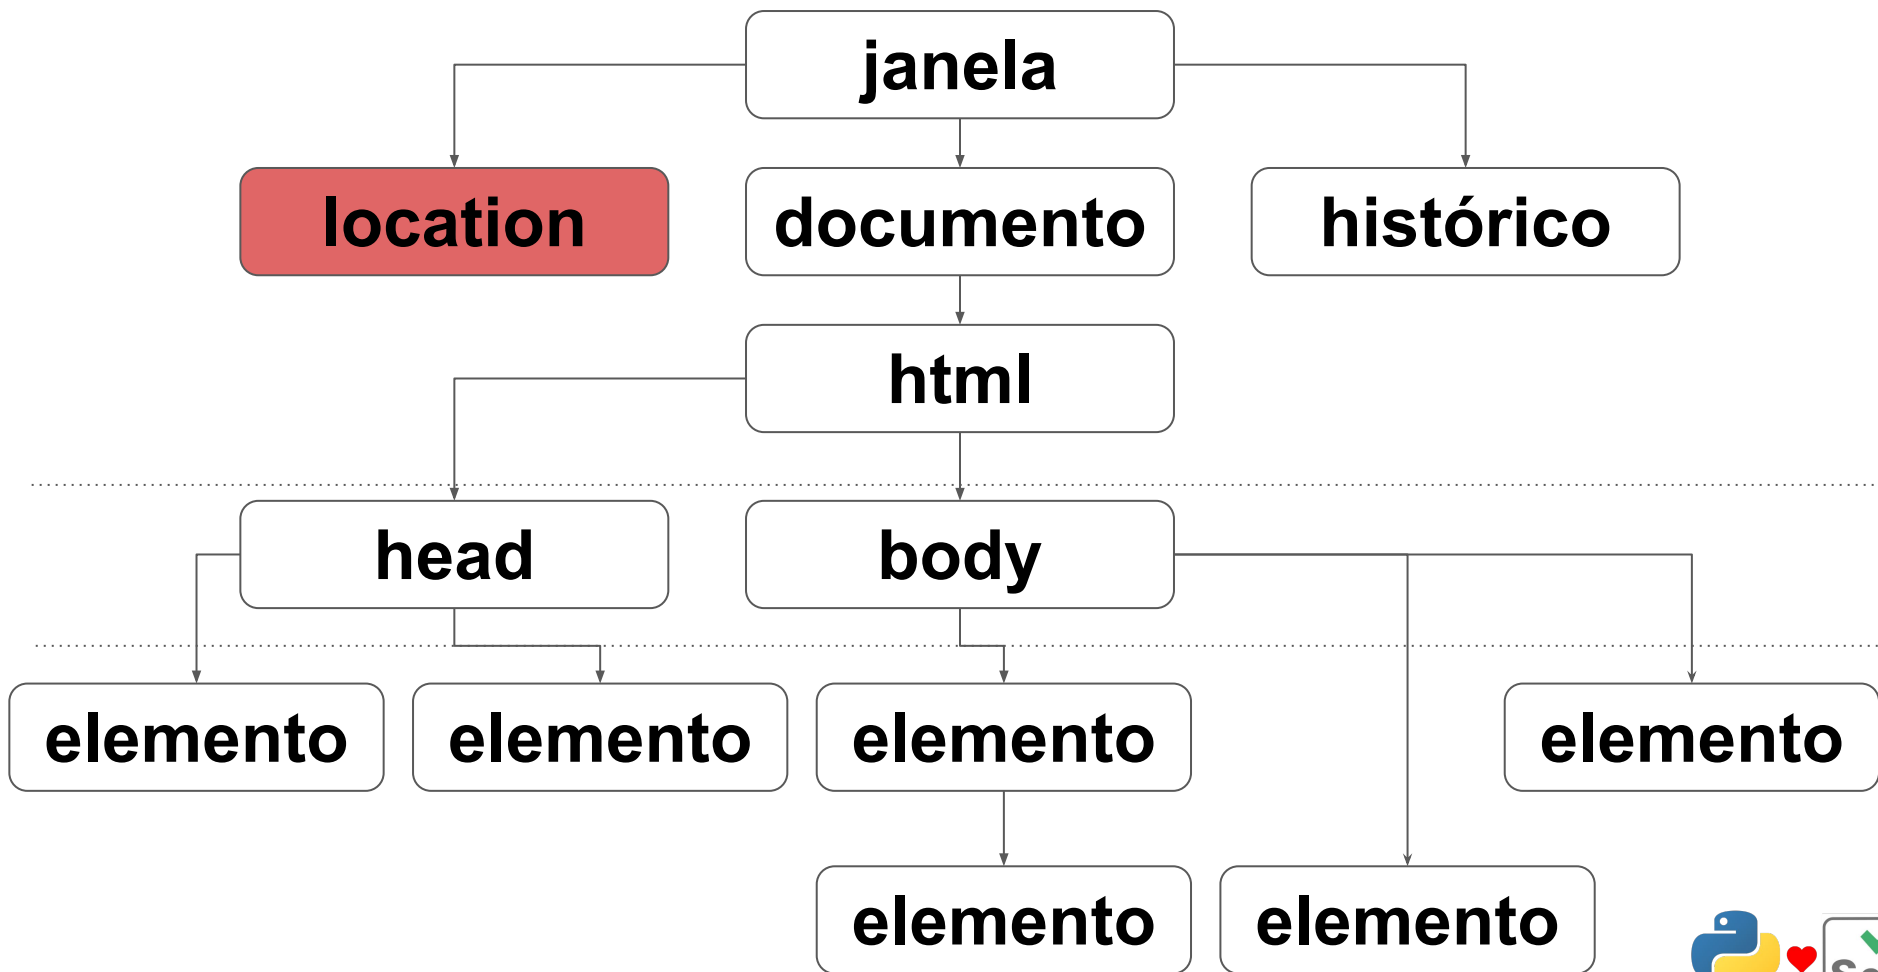 janela
location
documento
histórico
html
head
body
elemento
elemento
elemento
elemento
elemento
elemento